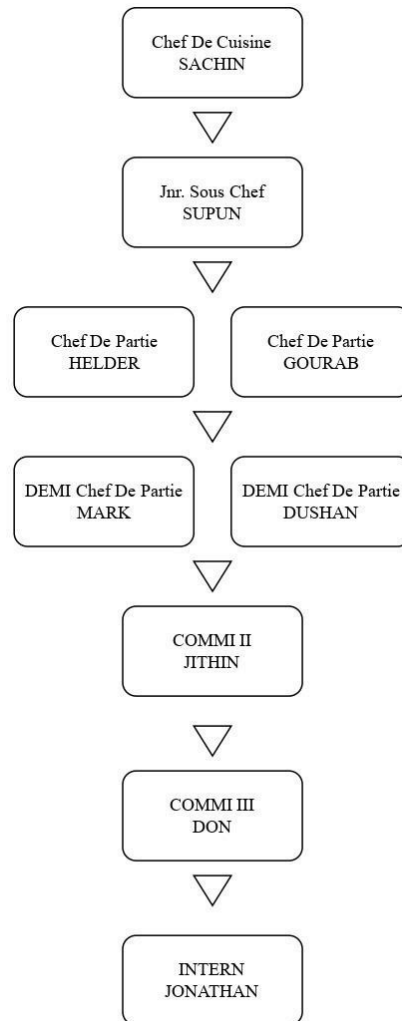 Chef De Cuisine
SACHIN
Jnr. Sous Chef
SUPUN
Chef De Partie
HELDER
Chef De Partie
GOURAB
DEMI Chef De Partie
MARK
DEMI Chef De Partie
DUSHAN
COMMI II
JITHIN
COMMI III
DON
INTERN
JONATHAN